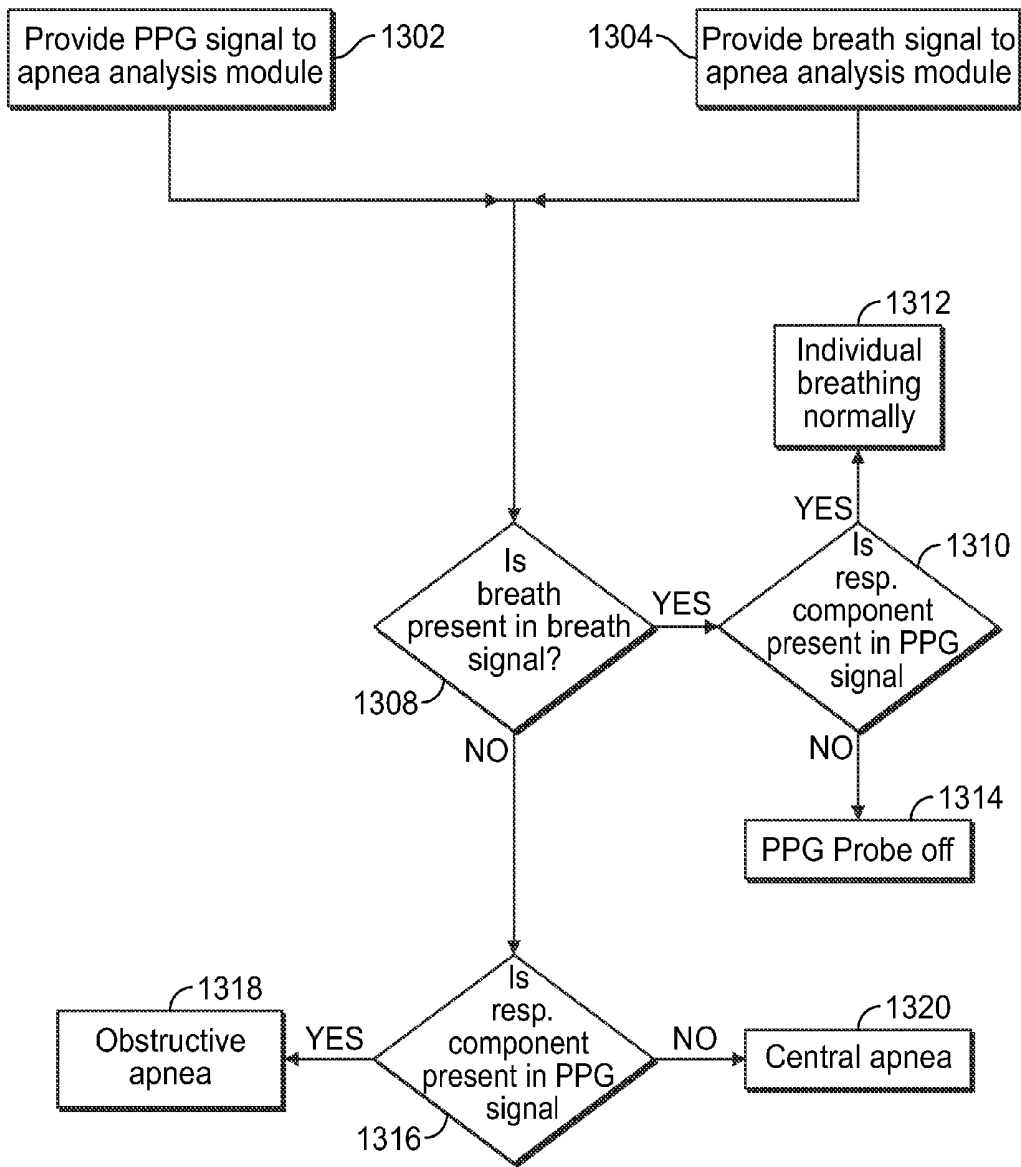 Provide PPG signal to
apnea analysis module
1302
1304
Provide breath signal to
apnea analysis module
1312
Individual
breathing
normally
YES
Is
resp.
component
present in PPG
signal
1310
Is
breath
present in breath
signal?
YES
1308
NO
NO
1314
PPG Probe off
1318
Obstructive
apnea
YES
Is
resp.
component
present in PPG
signal
1316
NO
1320
Central apnea